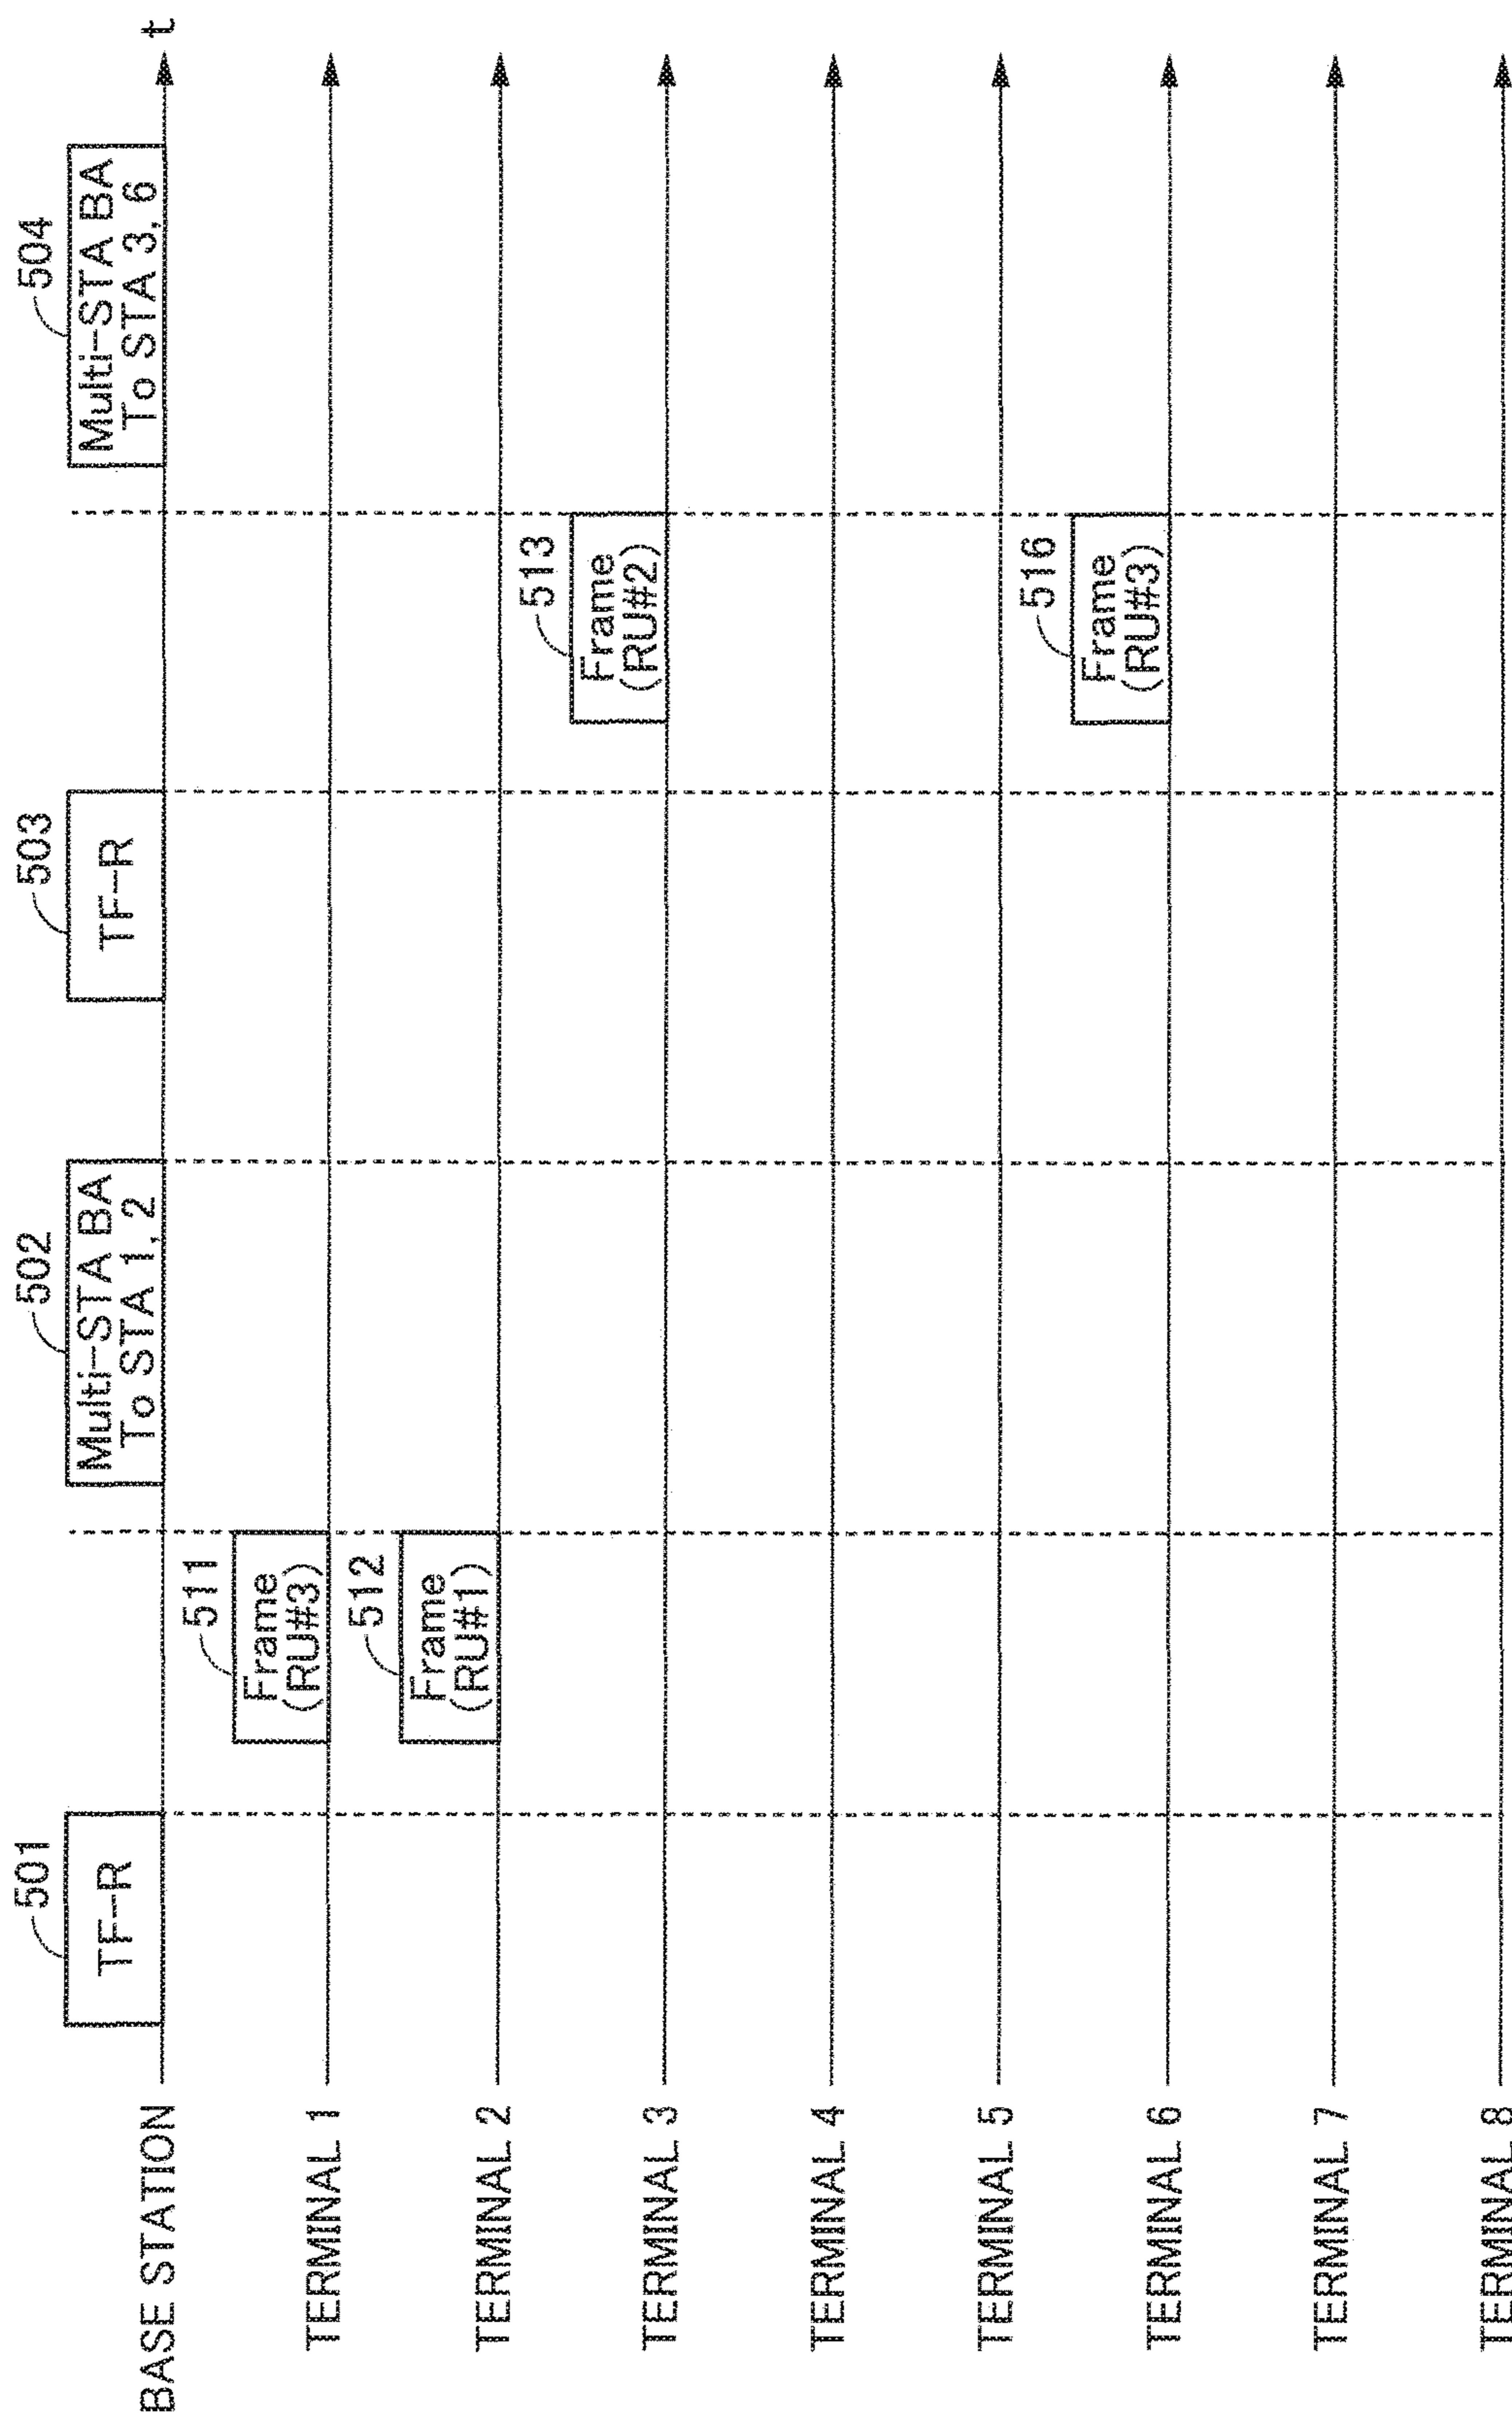 501
TF-R
502
Multi-STA BA
To STA 1, 2
503
TF-R
504
Multi-STA BA
To STA 3, 6
t
BASE STATION
511
Frame
(RU#3)
TERMINAL 1
512
Frame
(RU#1)
TERMINAL 2
513
Frame
(RU#2)
TERMINAL 3
TERMINAL 4
TERMINAL 5
516
Frame
(RU#3)
TERMINAL 6
TERMINAL 7
TERMINAL 8